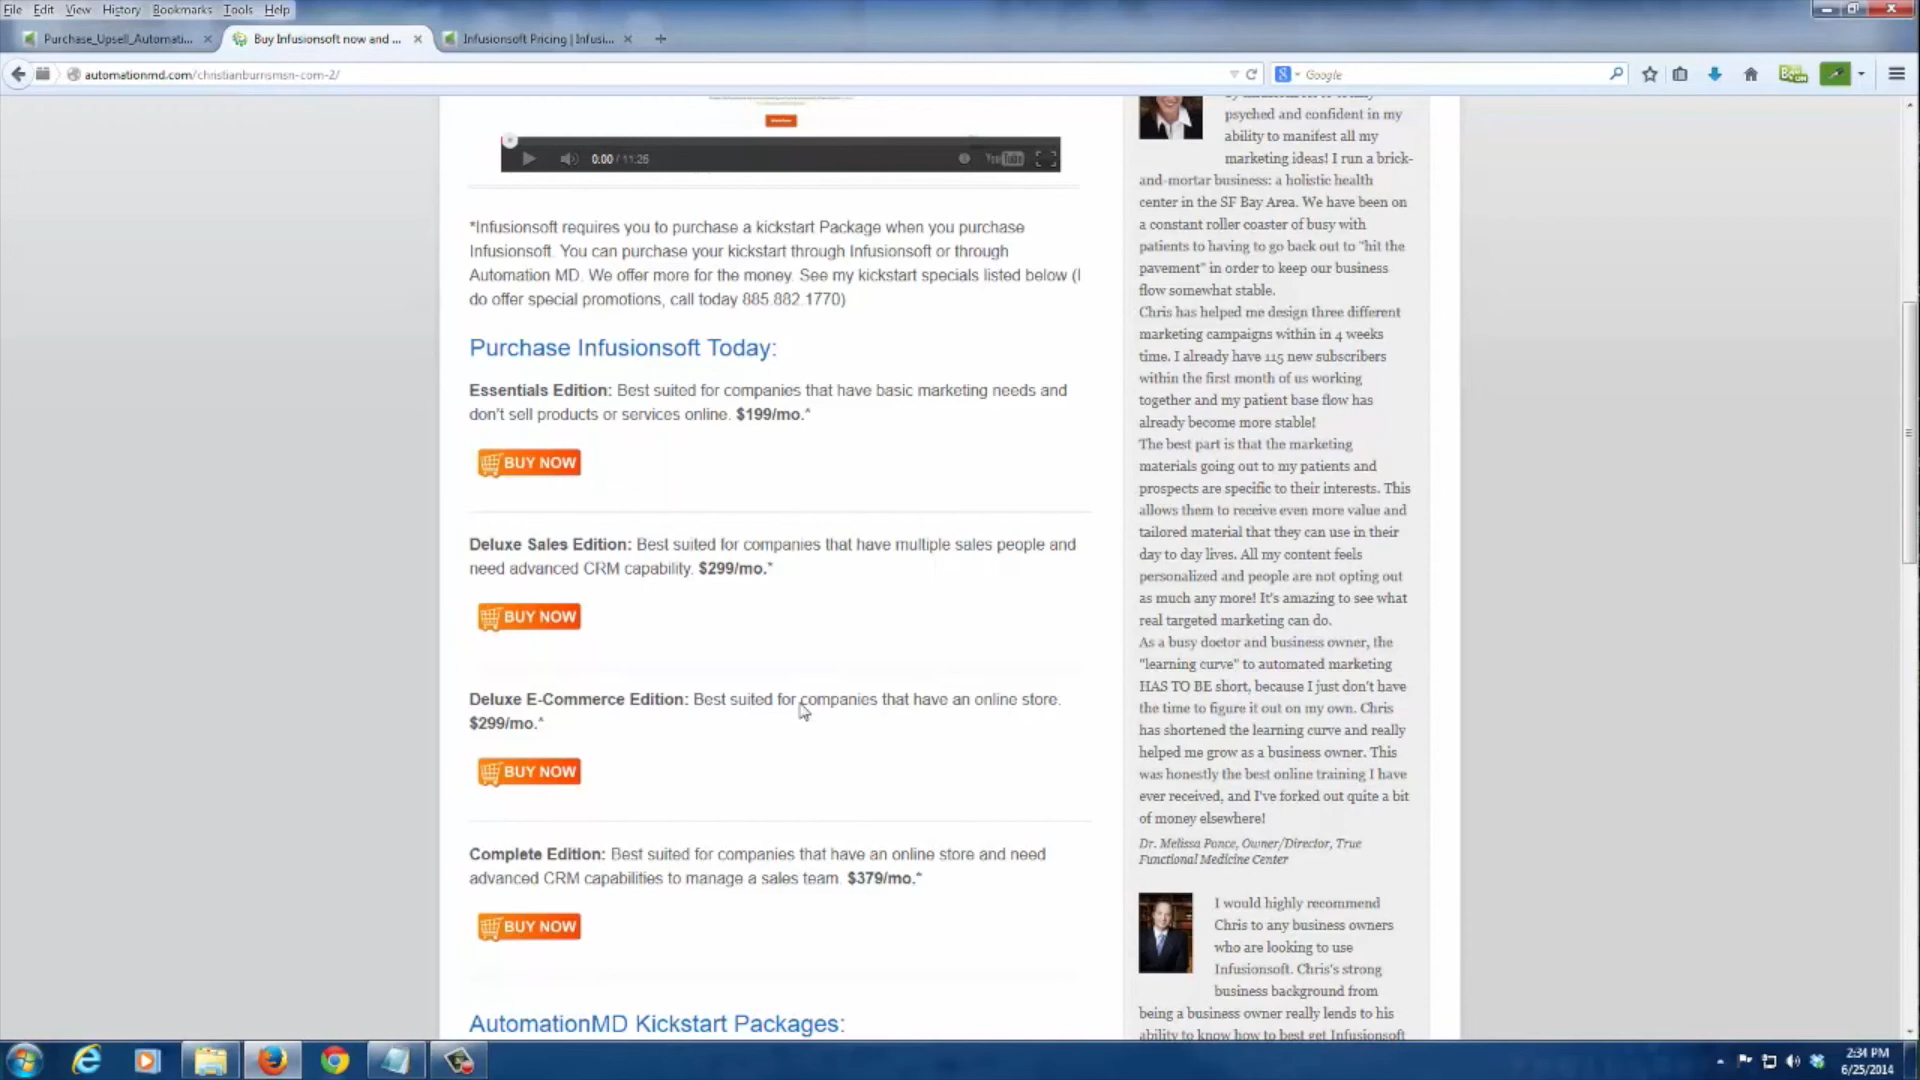 File Edit View History Bookmarks Tools Help
Purchase_Upsell_Automati... × Buy Infusionsoft now and ... × Infusionsoft Pricing | Infusi... × +
automationmd.com/christianburnsmsn-com-2/
Google
0:00 / 11:26
*Infusionsoft requires you to purchase a kickstart Package when you purchase
Infusionsoft. You can purchase your kickstart through Infusionsoft or through
Automation MD. We offer more for the money. See my kickstart specials listed below (I
do offer special promotions, call today 885.882.1770)
Purchase Infusionsoft Today:
Essentials Edition: Best suited for companies that have basic marketing needs and
don't sell products or services online. $199/mo.^
BUY NOW
Deluxe Sales Edition: Best suited for companies that have multiple sales people and
need advanced CRM capability. $299/mo.*
BUY NOW
Deluxe E-Commerce Edition: Best suited for companies that have an online store.
$299/mo.^
BUY NOW
Complete Edition: Best suited for companies that have an online store and need
advanced CRM capabilities to manage a sales team. $379/mo.^
BUY NOW
AutomationMD Kickstart Packages:
psyched and confident in my
ability to manifest all my
marketing ideas! I run a brick-
and-mortar business: a holistic health
center in the SF Bay Area. We have been on
a constant roller coaster of busy with
patients to having to go back out to "hit the
pavement" in order to keep our business
flow somewhat stable.
Chris has helped me design three different
marketing campaigns within in 4 weeks
time. I already have 115 new subscribers
within the first month of us working
together and my patient base flow has
already become more stable!
The best part is that the marketing
materials going out to my patients and
prospects are specific to their interests. This
allows them to receive even more value and
tailored material that they can use in their
day to day lives. All my content feels
personalized and people are not opting out
as much any more! It's amazing to see what
real targeted marketing can do.
As a busy doctor and business owner, the
"learning curve" to automated marketing
HAS TO BE short, because I just don't have
the time to figure it out on my own. Chris
has shortened the learning curve and really
helped me grow as a business owner. This
was honestly the best online training I have
ever received, and I've forked out quite a bit
of money elsewhere!
Dr. Melissa Ponce, Owner/Director, True
Functional Medicine Center
I would highly recommend
Chris to any business owners
who are looking to use
Infusionsoft. Chris's strong
business background from
being a business owner really lends to his
ability to know how to best get Infusionsoft
2:34 PM
6/25/2014